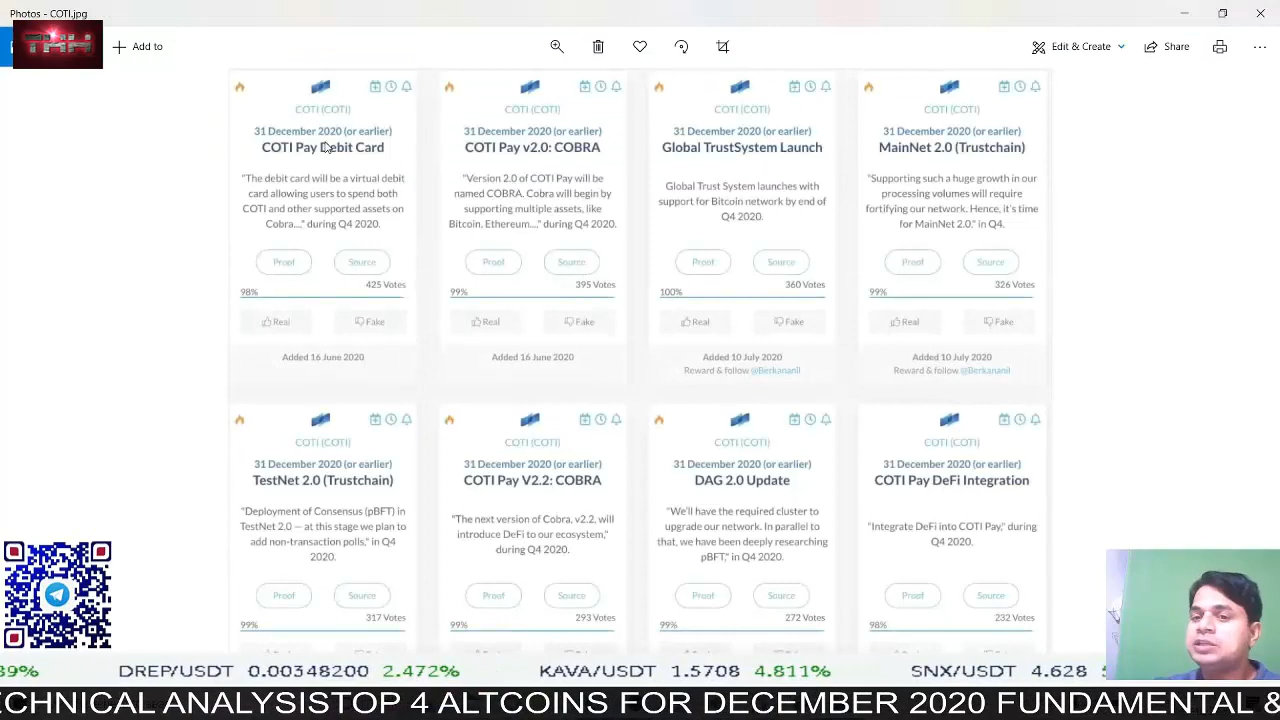 Photos - COTI.jpg
TKH
Add to
Edit & Create
Share
COTI (COTI)
31 December 2020 (or earlier)
COTI Pay Debit Card
"The debit card will be a virtual debit
card allowing users to spend both
COTI and other supported assets on
Cobra...," during Q4 2020.
Proof
Source
425 Votes
98%
Real
Fake
Added 16 June 2020
COTI (COTI)
31 December 2020 (or earlier)
COTI Pay v2.0: COBRA
"Version 2.0 of COTI Pay will be
named COBRA. Cobra will begin by
supporting multiple assets, like
Bitcoin, Ethereum...," during Q4 2020.
Proof
Source
395 Votes
99%
Real
Fake
Added 16 June 2020
COTI (COTI)
31 December 2020 (or earlier)
Global TrustSystem Launch
Global Trust System launches with
support for Bitcoin network by end of
Q4 2020.
Proof
Source
360 Votes
100%
Real
Fake
Added 10 July 2020
Reward & follow @Berkananil
COTI (COTI)
31 December 2020 (or earlier)
MainNet 2.0 (Trustchain)
"Supporting such a huge growth in our
processing volumes will require
fortifying our network. Hence, it's time
for MainNet 2.0," in Q4.
Proof
Source
326 Votes
99%
Real
Fake
Added 10 July 2020
Reward & follow @Berkananil
COTI (COTI)
31 December 2020 (or earlier)
TestNet 2.0 (Trustchain)
"Deployment of Consensus (pBFT) in
TestNet 2.0 — at this stage we plan to
add non-transaction polls," in Q4
2020.
Proof
Source
317 Votes
99%
COTI (COTI)
31 December 2020 (or earlier)
COTI Pay V2.2: COBRA
"The next version of Cobra, v2.2, will
introduce DeFi to our ecosystem,"
during Q4 2020.
Proof
Source
293 Votes
99%
COTI (COTI)
31 December 2020 (or earlier)
DAG 2.0 Update
"We'll have the required cluster to
upgrade our network. In parallel to
that, we have been deeply researching
pBFT," in Q4 2020.
Proof
Source
272 Votes
99%
COTI (COTI)
31 December 2020 (or earlier)
COTI Pay DeFi Integration
"Integrate DeFi into COTI Pay," during
Q4 2020.
Proof
Source
232 Votes
98%
39% DREP/USDT 0.00348200 2.472% KAVA/USDT 1.5708 4.811% SNX/USDT 4.628
ECHNICAL ANALYSISTOP 4 ALTCOINS FOR DECEMBER 2020 FUNDAMENTAL &